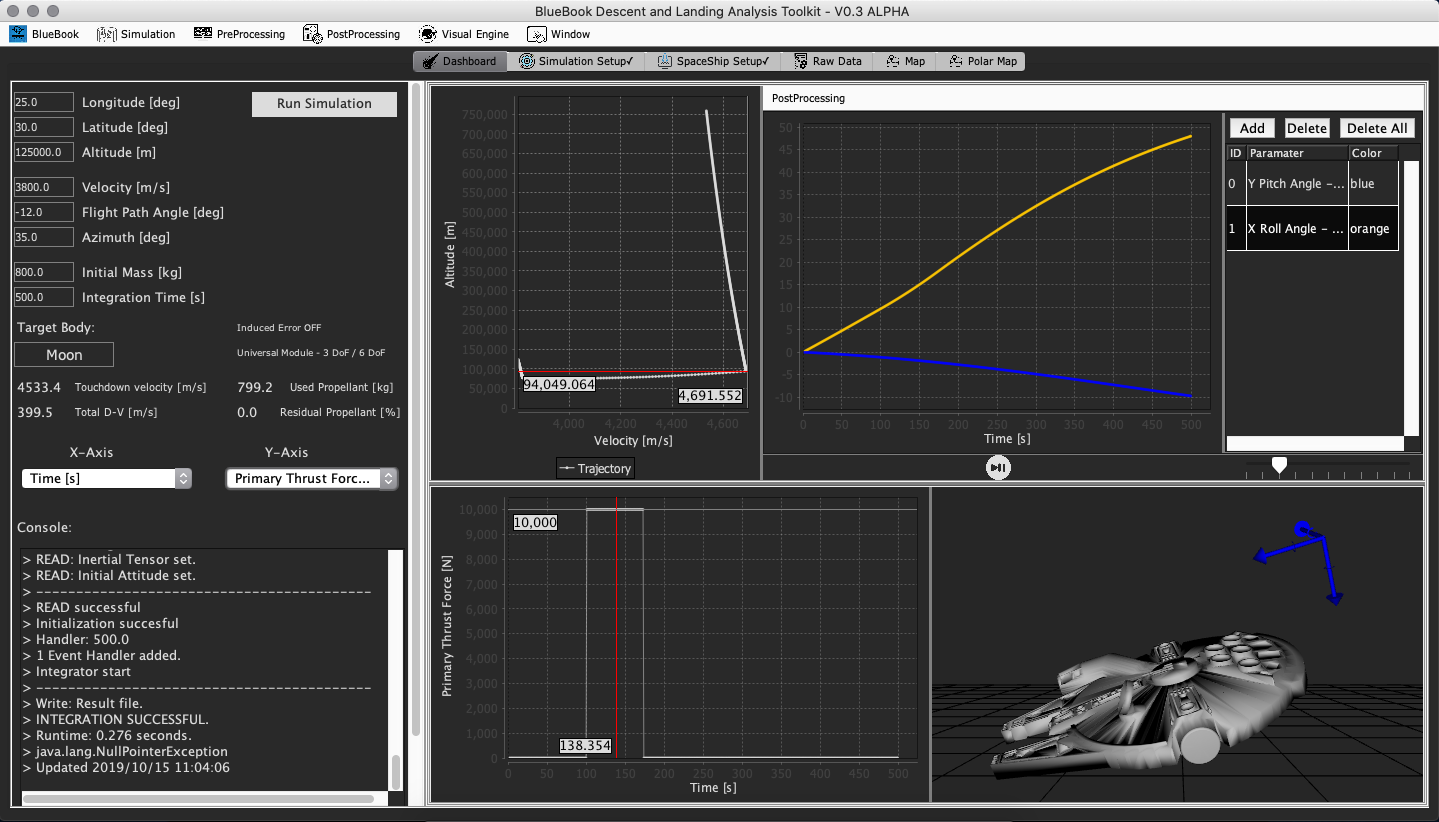 BlueBook Descent and Landing Analysis Toolkit - V0.3 ALPHA
BlueBook Simulation PreProcessing PostProcessing Visual Engine Window
Dashboard Simulation Setup✓ SpaceShip Setup✓ Raw Data Map Polar Map
25.0 Longitude [deg] Run Simulation
30.0 Latitude [deg]
125000.0 Altitude [m]
3800.0 Velocity [m/s]
-12.0 Flight Path Angle [deg]
35.0 Azimuth [deg]
800.0 Initial Mass [kg]
500.0 Integration Time [s]
Target Body: Induced Error OFF
Moon Universal Module - 3 DoF / 6 DoF
4533.4 Touchdown velocity [m/s] 799.2 Used Propellant [kg]
399.5 Total D-V [m/s] 0.0 Residual Propellant [%]
X-Axis Y-Axis
Time [s] Primary Thrust Forc...
Console:
> READ: Inertial Tensor set.
> READ: Initial Attitude set.
> ------------------------------------------
> READ successful
> Initialization succesful
> Handler: 500.0
> 1 Event Handler added.
> Integrator start
> ------------------------------------------
> Write: Result file.
> INTEGRATION SUCCESSFUL.
> Runtime: 0.276 seconds.
> java.lang.NullPointerException
> Updated 2019/10/15 11:04:06
750,000
700,000
650,000
600,000
550,000
500,000
450,000
400,000
350,000
300,000
250,000
200,000
150,000
100,000
50,000
0
Altitude [m]
94,049.064
4,691.552
4,000 4,200 4,400 4,600
Velocity [m/s]
Trajectory
PostProcessing
50
45
40
35
30
25
20
15
10
5
0
-5
-10
0 50 100 150 200 250 300 350 400 450 500
Time [s]
Add Delete Delete All
ID Paramater Color
0 Y Pitch Angle -... blue
1 X Roll Angle - ... orange
10,000
9,000
8,000
7,000
6,000
5,000
4,000
3,000
2,000
1,000
0
Primary Thrust Force [N]
10,000
138.354
0 50 100 150 200 250 300 350 400 450 500
Time [s]